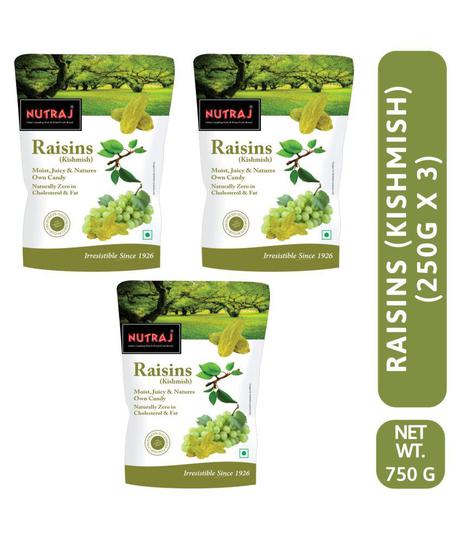 NUTRAJ
Raisins
(Kishmish)
Moist, Juicy & Natures
Own Candy
Naturally Zero in
Cholesterol & Fat
Irresistible Since 1926
NUTRAJ
Raisins
(Kishmish)
Moist, Juicy & Natures
Own Candy
Naturally Zero in
Cholesterol & Fat
Irresistible Since 1926
NUTRAJ
Raisins
(Kishmish)
Moist, Juicy & Natures
Own Candy
Naturally Zero in
Cholesterol & Fat
Irresistible Since 1926
RAISINS (KISHMISH)
(250G X 3)
NET
WT.
750 G